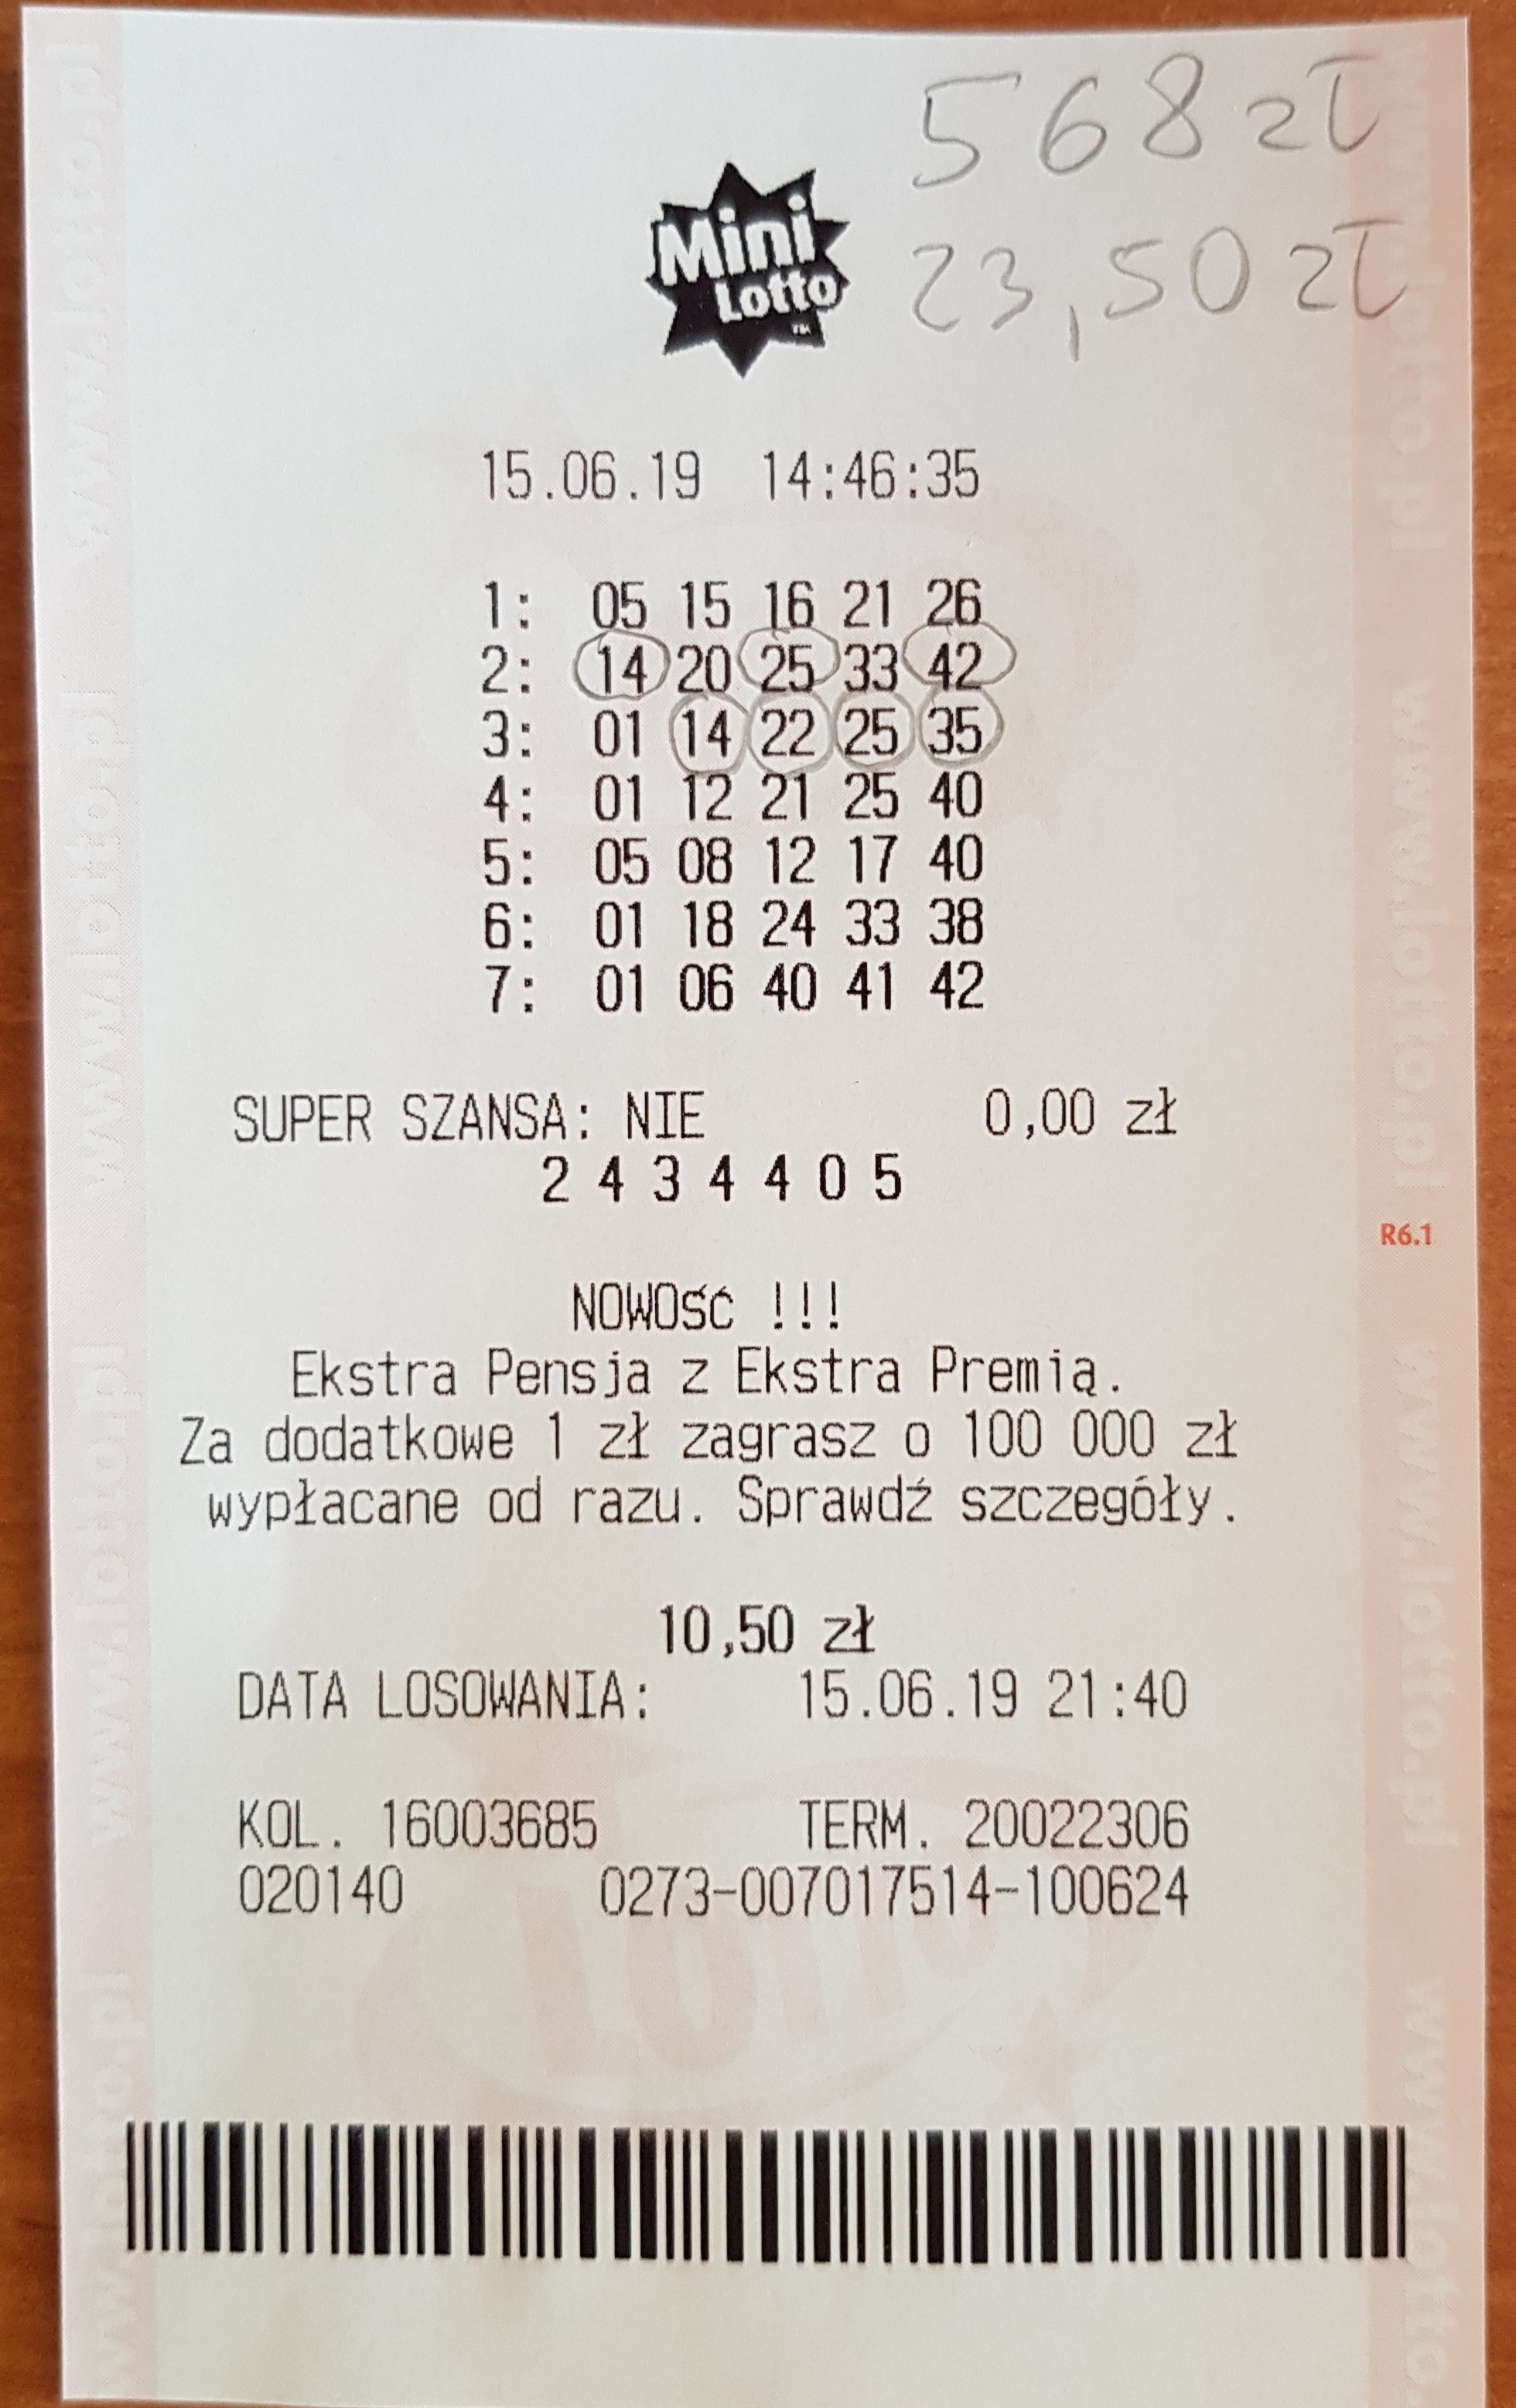 568 zł
23,50 zł
Mini
Lotto
™
15.06.19 14:46:35
1: 05 15 16 21 26
2: 14 20 25 33 42
3: 01 14 22 25 35
4: 01 12 21 25 40
5: 05 08 12 17 40
6: 01 18 24 33 38
7: 01 06 40 41 42
SUPER SZANSA: NIE 0,00 zł
2 4 3 4 4 0 5
R6.1
NOWOść !!!
Ekstra Pensja z Ekstra Premią.
Za dodatkowe 1 zł zagrasz o 100 000 zł
wypłacane od razu. Sprawdź szczegóły.
10,50 zł
DATA LOSOWANIA: 15.06.19 21:40
KOL. 16003685 TERM. 20022306
020140 0273-007017514-100624
LOTTO
www.lotto.pl